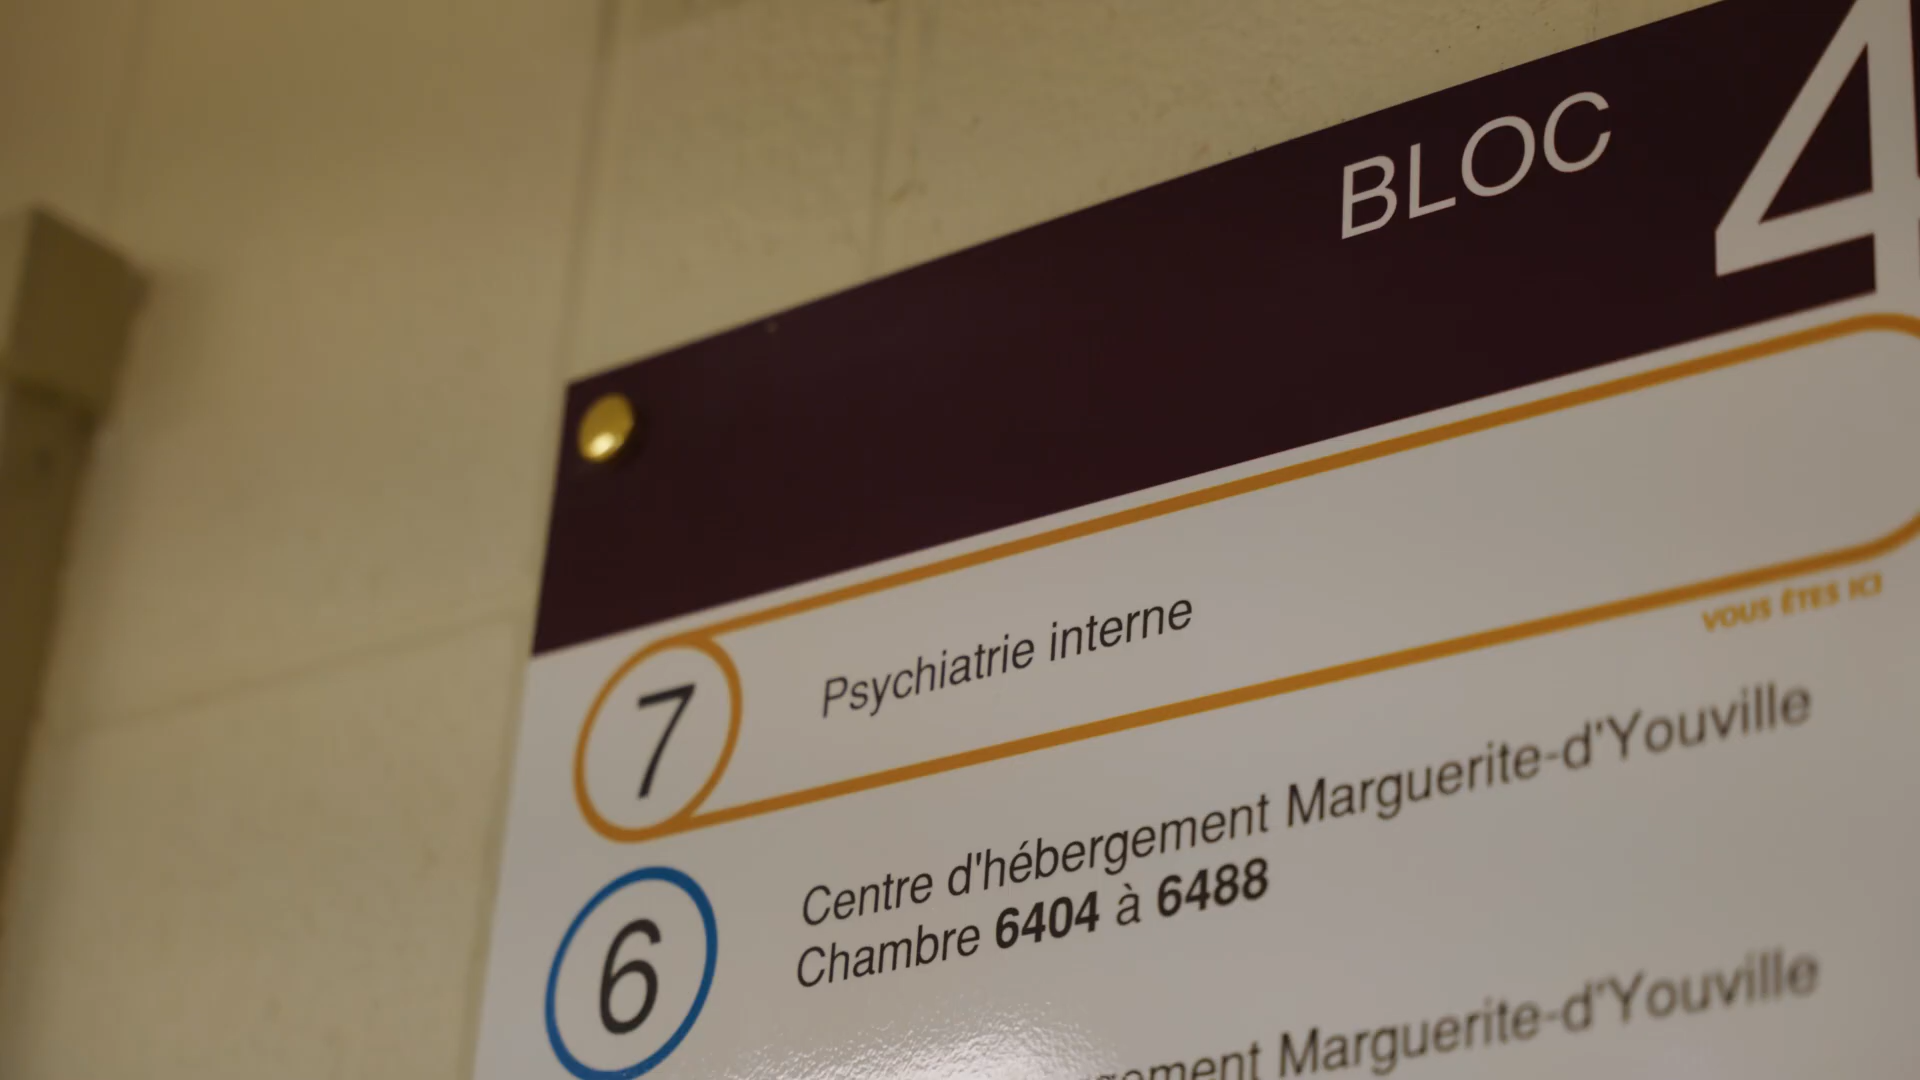 BLOC 4
7 Psychiatrie interne
VOUS ÊTES ICI
6 Centre d'hébergement Marguerite-d'Youville
Chambre 6404 à 6488
Marguerite-d'Youville